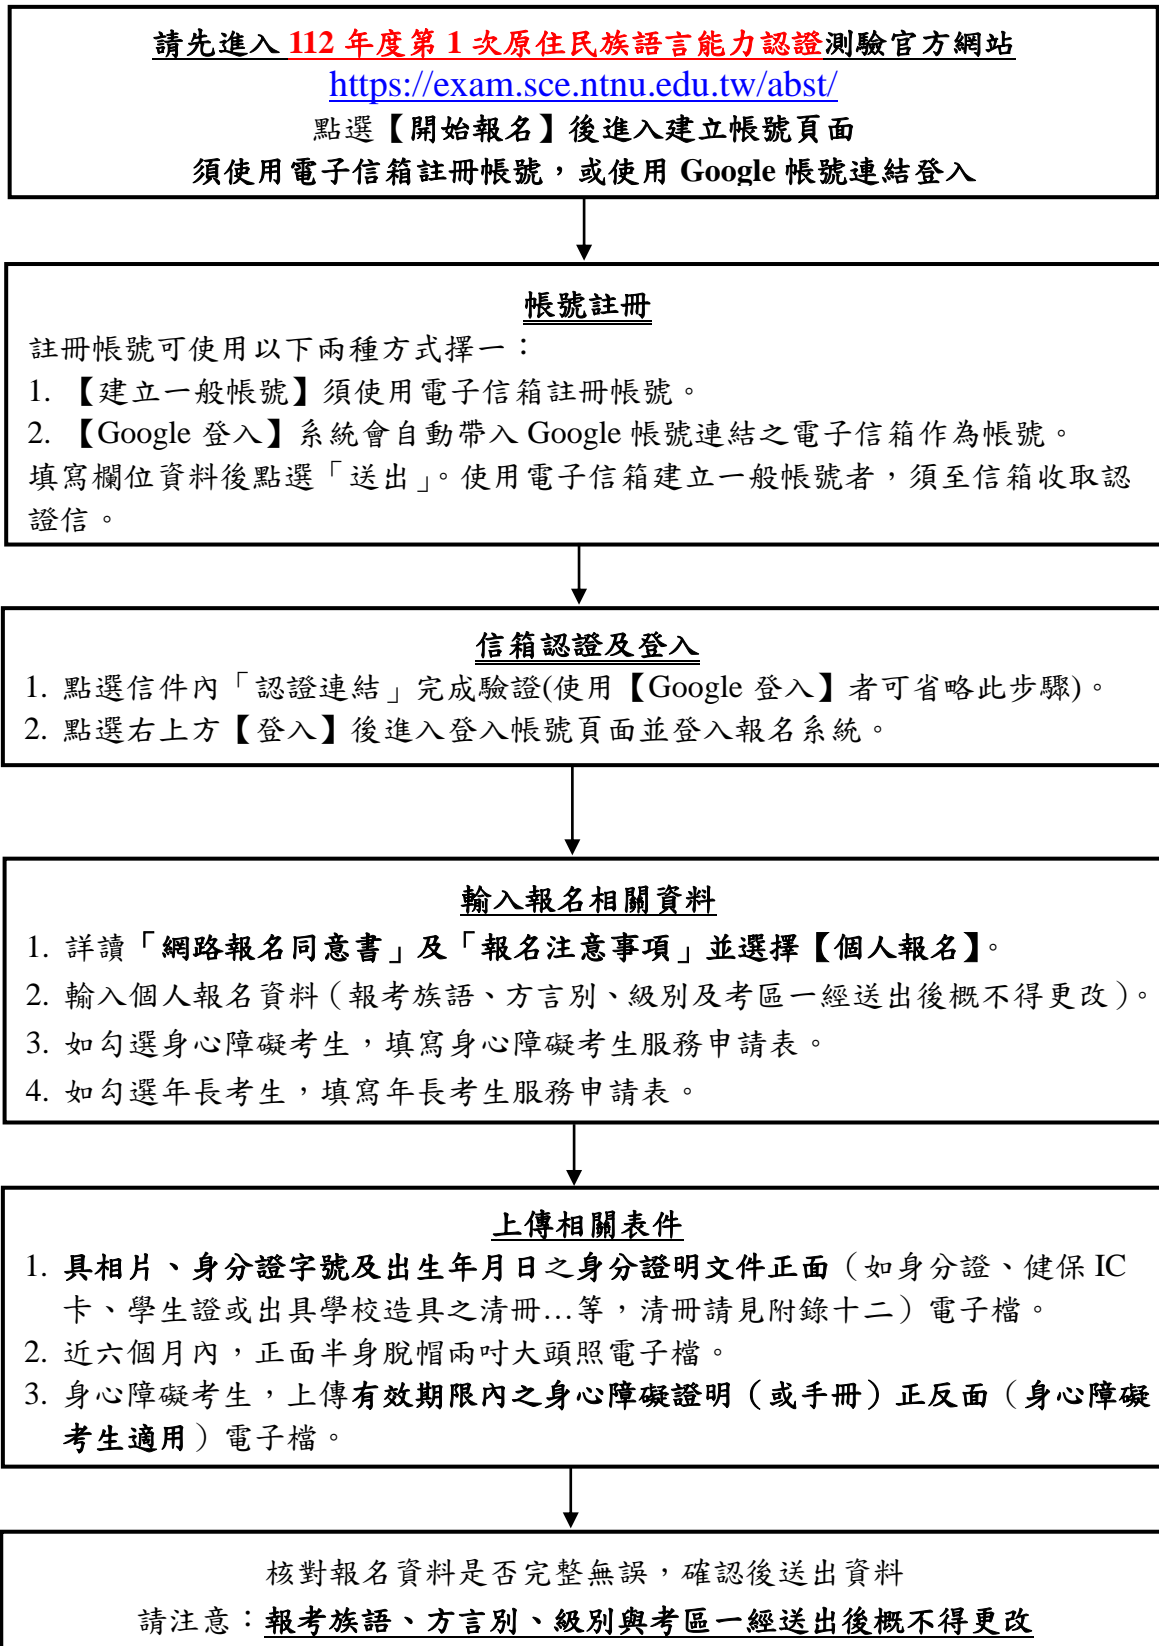 請先進入 112 年度第 1 次原住民族語言能力認證測驗官方網站
https://exam.sce.ntnu.edu.tw/abst/
點選【開始報名】後進入建立帳號頁面
須使用電子信箱註冊帳號，或使用 Google 帳號連結登入
帳號註冊
註冊帳號可使用以下兩種方式擇一：
1. 【建立一般帳號】須使用電子信箱註冊帳號。
2. 【Google 登入】系統會自動帶入 Google 帳號連結之電子信箱作為帳號。
填寫欄位資料後點選「送出」。使用電子信箱建立一般帳號者，須至信箱收取認
證信。
信箱認證及登入
1. 點選信件內「認證連結」完成驗證(使用【Google 登入】者可省略此步驟)。
2. 點選右上方【登入】後進入登入帳號頁面並登入報名系統。
輸入報名相關資料
1. 詳讀「網路報名同意書」及「報名注意事項」並選擇【個人報名】。
2. 輸入個人報名資料（報考族語、方言別、級別及考區一經送出後概不得更改）。
3. 如勾選身心障礙考生，填寫身心障礙考生服務申請表。
4. 如勾選年長考生，填寫年長考生服務申請表。
上傳相關表件
1. 具相片、身分證字號及出生年月日之身分證明文件正面（如身分證、健保 IC
卡、學生證或出具學校造具之清冊…等，清冊請見附錄十二）電子檔。
2. 近六個月內，正面半身脫帽兩吋大頭照電子檔。
3. 身心障礙考生，上傳有效期限內之身心障礙證明（或手冊）正反面（身心障礙
考生適用）電子檔。
核對報名資料是否完整無誤，確認後送出資料
請注意：報考族語、方言別、級別與考區一經送出後概不得更改